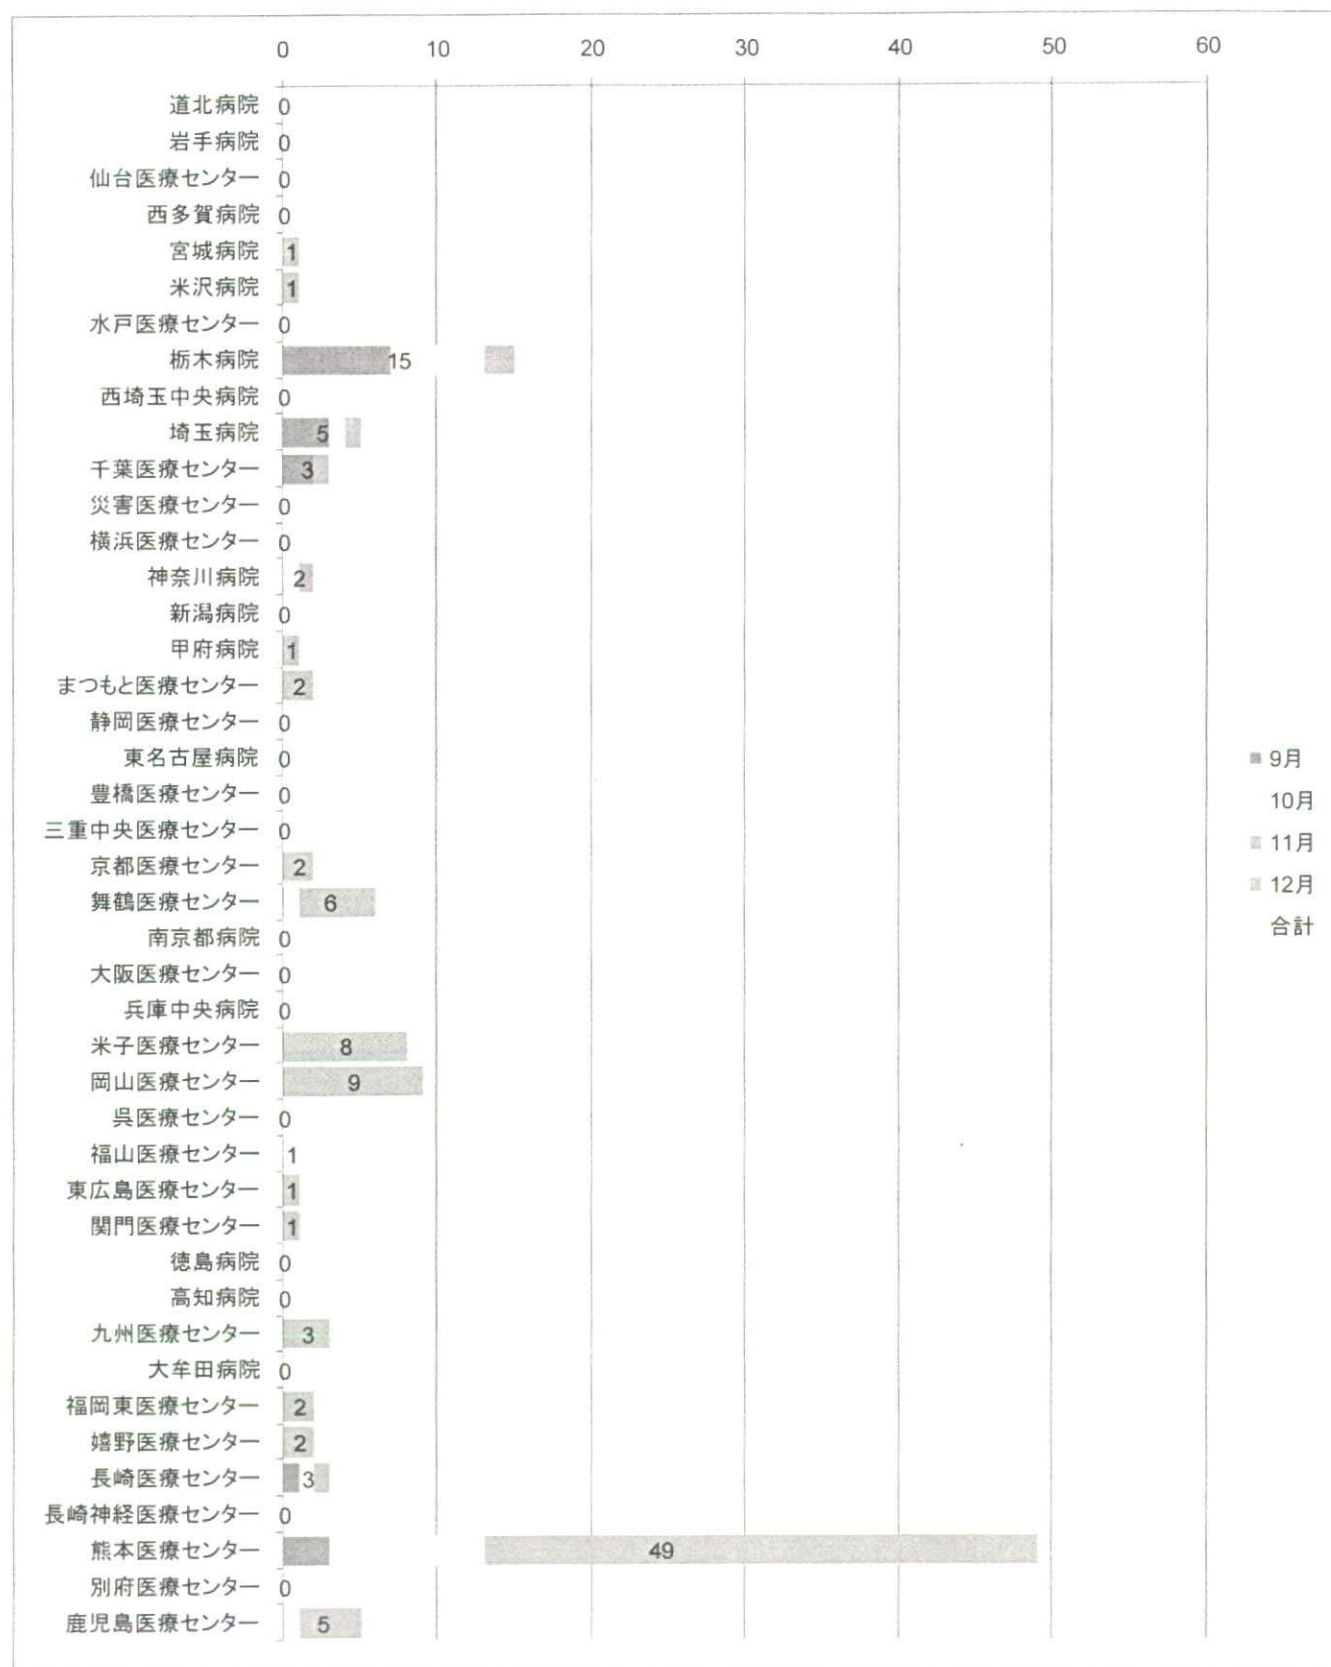 0 10 20 30 40 50 60
道北病院 0
岩手病院 0
仙台医療センター 0
西多賀病院 0
宮城病院 1
米沢病院 1
水戸医療センター 0
栃木病院 15
西埼玉中央病院 0
埼玉病院 5
千葉医療センター 3
災害医療センター 0
横浜医療センター 0
神奈川病院 2
新潟病院 0
甲府病院 1
まつもと医療センター 2
静岡医療センター 0
東名古屋病院 0
豊橋医療センター 0
三重中央医療センター 0
京都医療センター 2
舞鶴医療センター 6
南京都病院 0
大阪医療センター 0
兵庫中央病院 0
米子医療センター 8
岡山医療センター 9
呉医療センター 0
福山医療センター 1
東広島医療センター 1
関門医療センター 1
徳島病院 0
高知病院 0
九州医療センター 3
大牟田病院 0
福岡東医療センター 2
嬉野医療センター 2
長崎医療センター 3
長崎神経医療センター 0
熊本医療センター 49
別府医療センター 0
鹿児島医療センター 5
9月
10月
11月
12月
合計